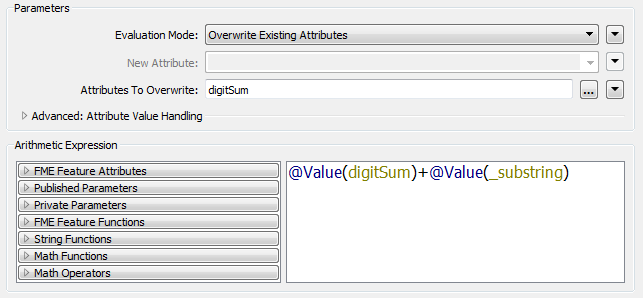 Parameters
Evaluation Mode: Overwrite Existing Attributes
New Attribute:
Attributes To Overwrite: digitSum ...
Advanced: Attribute Value Handling
Arithmetic Expression
FME Feature Attributes
@Value(digitSum)+@Value(_substring)
Published Parameters
Private Parameters
FME Feature Functions
String Functions
Math Functions
Math Operators